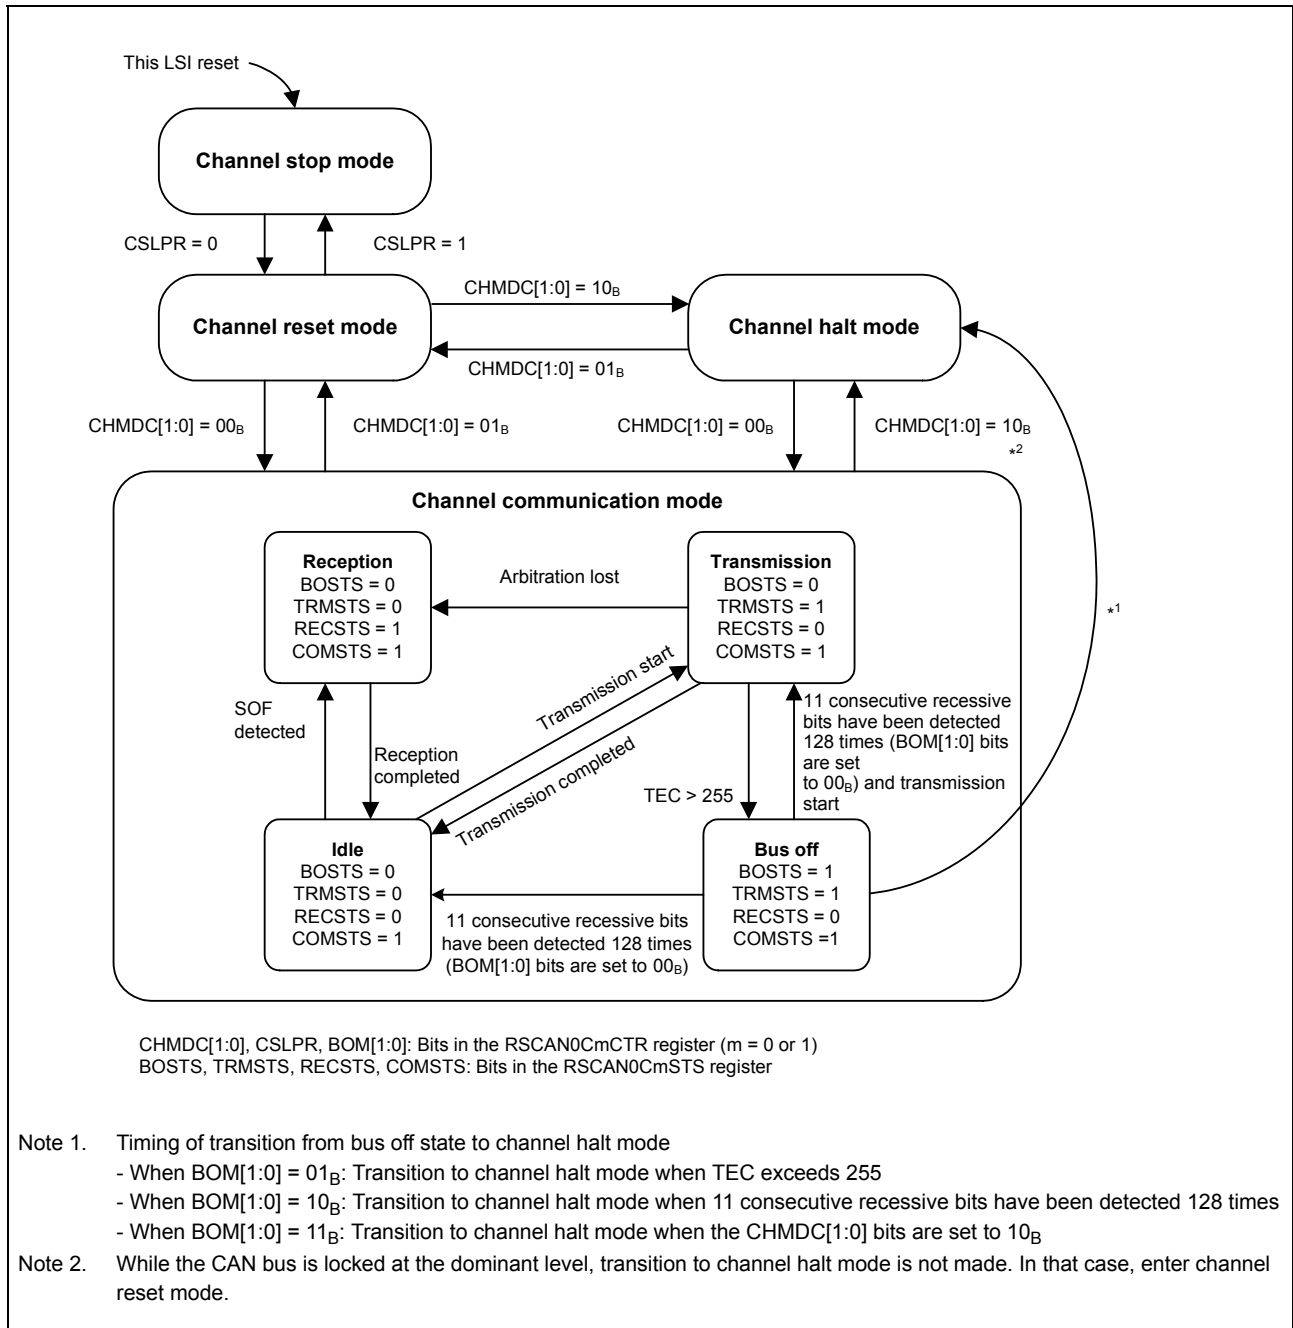 This LSI reset
Channel stop mode
CSLPR = 0
CSLPR = 1
CHMDC[1:0] = 10B
Channel reset mode
Channel halt mode
CHMDC[1:0] = 01B
CHMDC[1:0] = 00B
CHMDC[1:0] = 01B
CHMDC[1:0] = 00B
CHMDC[1:0] = 10B
*2
Channel communication mode
Reception
BOSTS = 0
TRMSTS = 0
RECSTS = 1
COMSTS = 1
Arbitration lost
Transmission
BOSTS = 0
TRMSTS = 1
RECSTS = 0
COMSTS = 1
*1
SOF
detected
Reception
completed
Transmission start
Transmission completed
TEC > 255
11 consecutive recessive
bits have been detected
128 times (BOM[1:0] bits
are set
to 00B) and transmission
start
Idle
BOSTS = 0
TRMSTS = 0
RECSTS = 0
COMSTS = 1
11 consecutive recessive bits
have been detected 128 times
(BOM[1:0] bits are set to 00B)
Bus off
BOSTS = 1
TRMSTS = 1
RECSTS = 0
COMSTS =1
CHMDC[1:0], CSLPR, BOM[1:0]: Bits in the RSCAN0CmCTR register (m = 0 or 1)
BOSTS, TRMSTS, RECSTS, COMSTS: Bits in the RSCAN0CmSTS register
Note 1. Timing of transition from bus off state to channel halt mode
- When BOM[1:0] = 01B: Transition to channel halt mode when TEC exceeds 255
- When BOM[1:0] = 10B: Transition to channel halt mode when 11 consecutive recessive bits have been detected 128 times
- When BOM[1:0] = 11B: Transition to channel halt mode when the CHMDC[1:0] bits are set to 10B
Note 2. While the CAN bus is locked at the dominant level, transition to channel halt mode is not made. In that case, enter channel
reset mode.